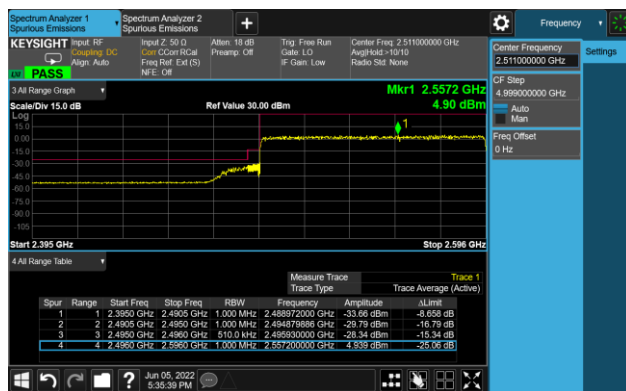 Spectrum Analyzer 1
Spurious Emissions
Spectrum Analyzer 2
Spurious Emissions
+
Frequency
KEYSIGHT
Input: RF
Coupling: DC
Align: Auto
Input Z: 50 Ω
Corr CCorr RCal
Freq Ref: Ext (S)
NFE: Off
Atten: 18 dB
Preamp: Off
Trig: Free Run
Gate: LO
IF Gain: Low
Center Freq: 2.511000000 GHz
Avg|Hold:>10/10
Radio Std: None
PASS
Center Frequency
2.511000000 GHz
Settings
CF Step
4.999000000 GHz
Auto
Man
Freq Offset
0 Hz
3 All Range Graph
Mkr1 2.5572 GHz
Scale/Div 15.0 dB
Ref Value 30.00 dBm
4.90 dBm
Log
15.0
0.00
-15.0
-30.0
-45.0
-60.0
-75.0
-90.0
-105
1
Start 2.395 GHz
Stop 2.596 GHz
4 All Range Table
Measure Trace Trace 1
Trace Type Trace Average (Active)
Spur Range Start Freq Stop Freq RBW Frequency Amplitude ΔLimit
1 1 2.3950 GHz 2.4905 GHz 1.000 MHz 2.488972000 GHz -33.66 dBm -8.658 dB
2 2 2.4905 GHz 2.4950 GHz 1.000 MHz 2.494879886 GHz -29.79 dBm -16.79 dB
3 3 2.4950 GHz 2.4960 GHz 510.0 kHz 2.495930000 GHz -28.34 dBm -15.34 dB
4 4 2.4960 GHz 2.5960 GHz 1.000 MHz 2.557200000 GHz 4.939 dBm -25.06 dB
?
Jun 05, 2022
5:35:39 PM